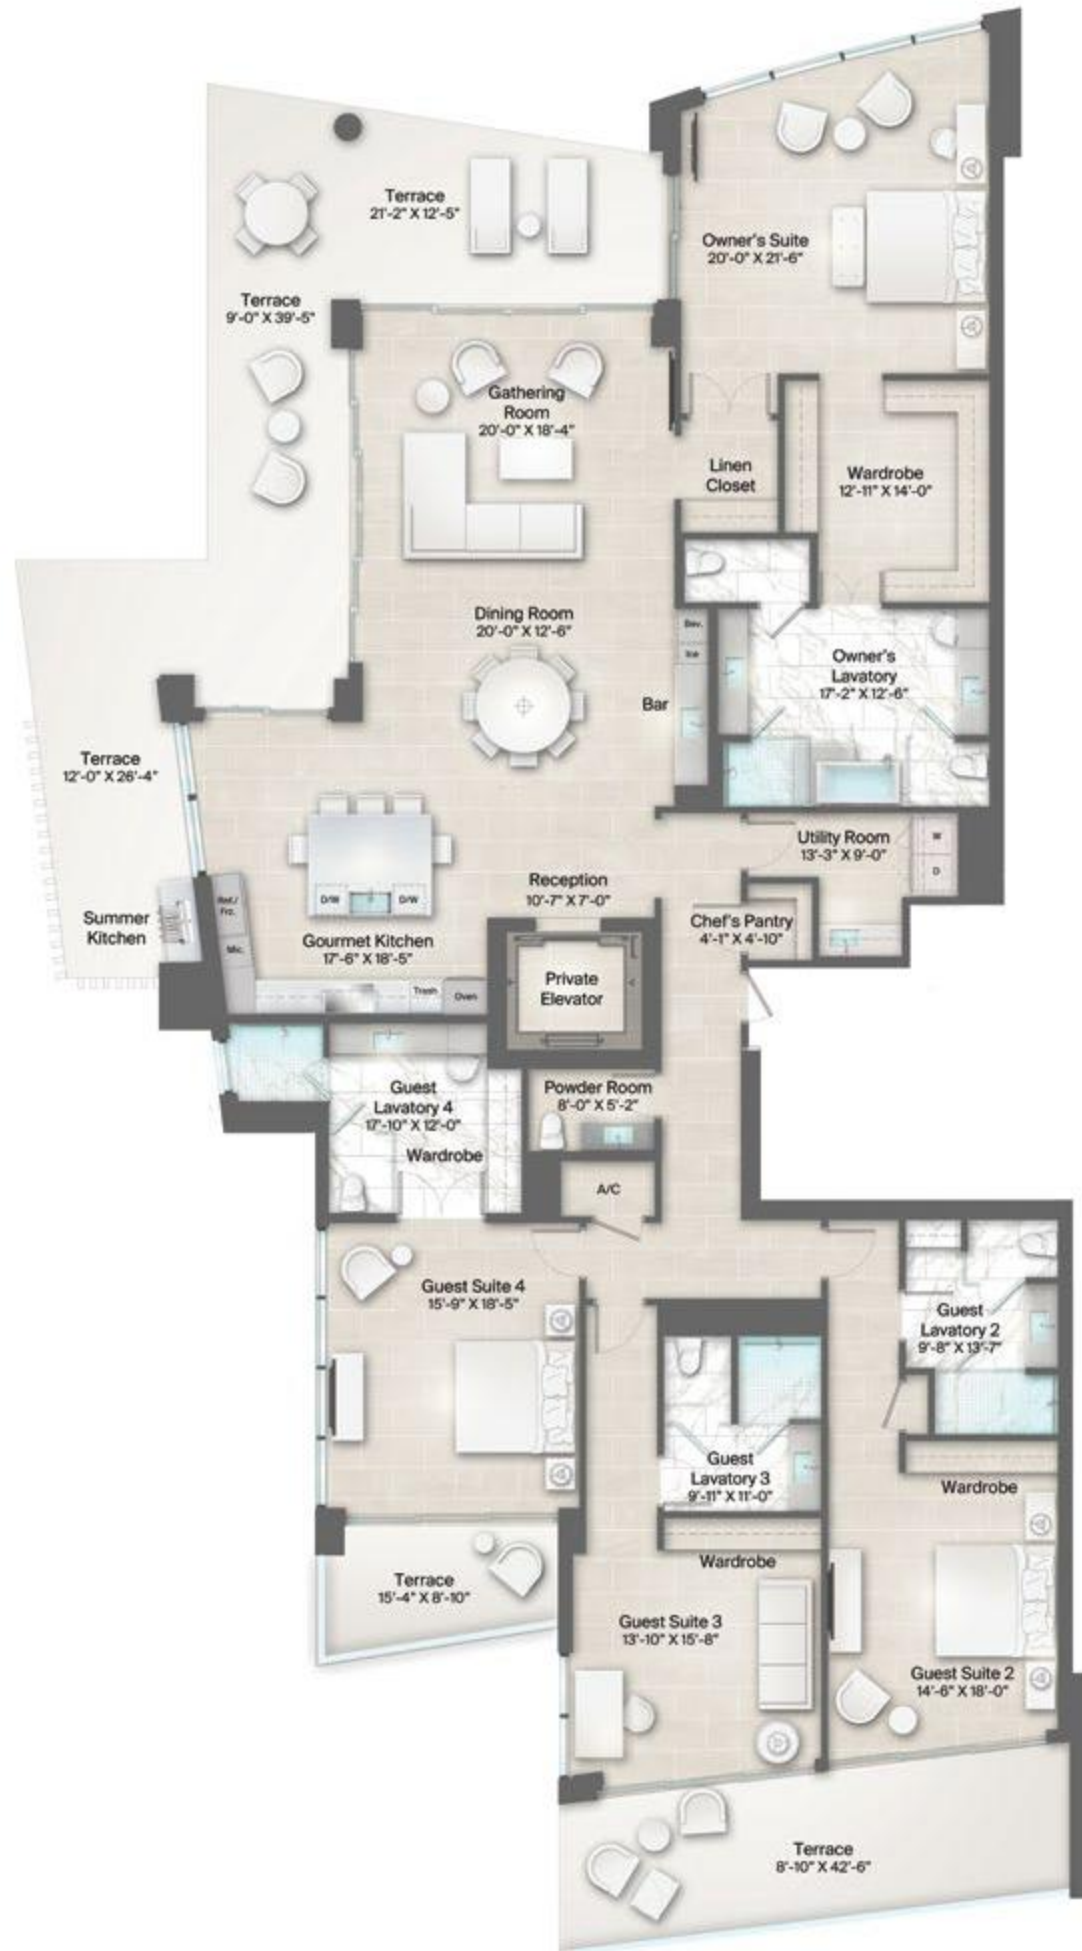 Terrace
21'-2" X 12'-5"
Owner's Suite
20'-0" X 21'-6"
Terrace
9'-0" X 39'-5"
Gathering
Room
20'-0" X 18'-4"
Linen
Closet
Wardrobe
12'-11" X 14'-0"
Dining Room
20'-0" X 12'-6"
Bev.
Ice
Bar
Owner's
Lavatory
17'-2" X 12'-6"
Terrace
12'-0" X 26'-4"
Utility Room
13'-3" X 9'-0"
W
D
Reception
10'-7" X 7'-0"
D/W
D/W
Ref./
Frz.
Mic.
Summer
Kitchen
Gourmet Kitchen
17'-6" X 18'-5"
Chef's Pantry
4'-1" X 4'-10"
Trash
Oven
Private
Elevator
Guest
Lavatory 4
17'-10" X 12'-0"
Wardrobe
Powder Room
8'-0" X 5'-2"
A/C
Guest Suite 4
15'-9" X 18'-5"
Guest
Lavatory 2
9'-8" X 13'-7"
Guest
Lavatory 3
9'-11" X 11'-0"
Wardrobe
Wardrobe
Terrace
15'-4" X 8'-10"
Guest Suite 3
13'-10" X 15'-8"
Guest Suite 2
14'-6" X 18'-0"
Terrace
8'-10" X 42'-6"